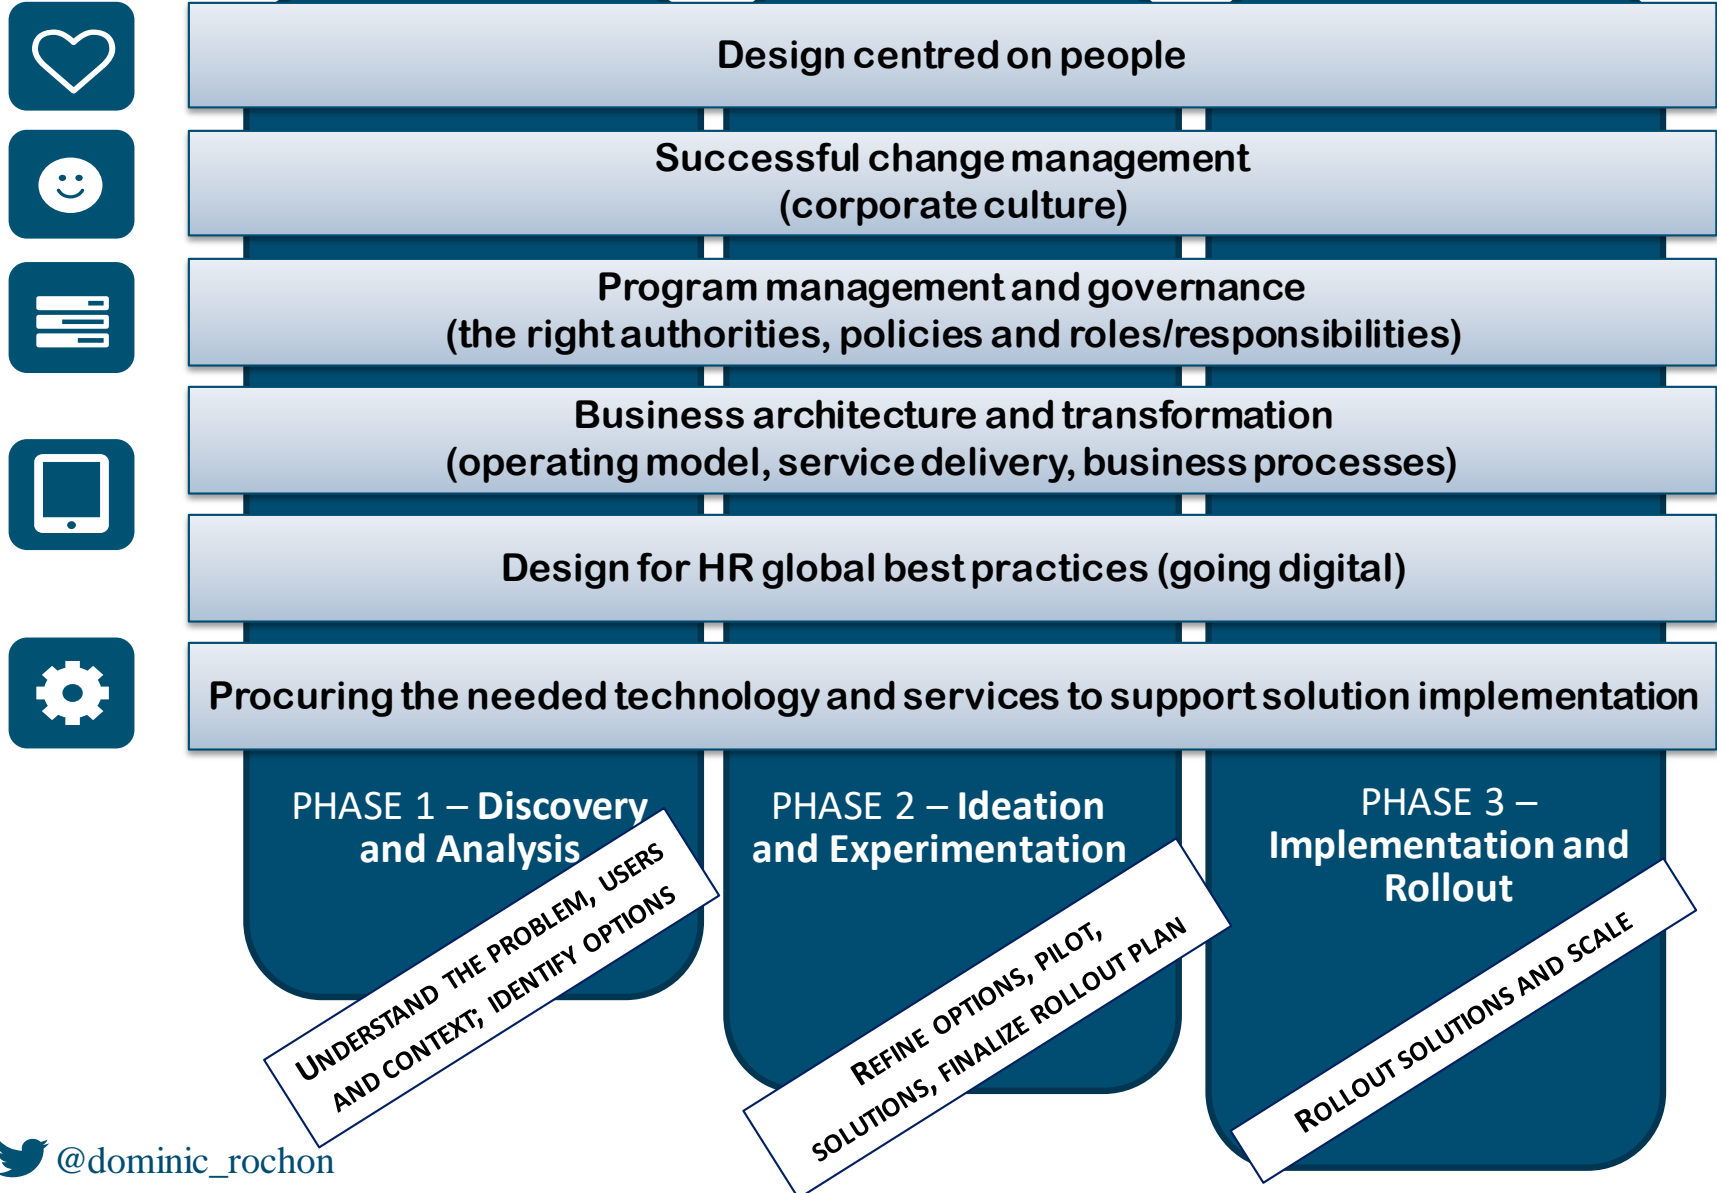 Design centred on people
Successful change management
(corporate culture)
Program management and governance
(the right authorities, policies and roles/responsibilities)
Business architecture and transformation
(operating model, service delivery, business processes)
Design for HR global best practices (going digital)
Procuring the needed technology and services to support solution implementation
PHASE 1 – Discovery
and Analysis
UNDERSTAND THE PROBLEM, USERS
AND CONTEXT; IDENTIFY OPTIONS
PHASE 2 – Ideation
and Experimentation
REFINE OPTIONS, PILOT,
SOLUTIONS, FINALIZE ROLLOUT PLAN
PHASE 3 –
Implementation and
Rollout
ROLLOUT SOLUTIONS AND SCALE
@dominic_rochon